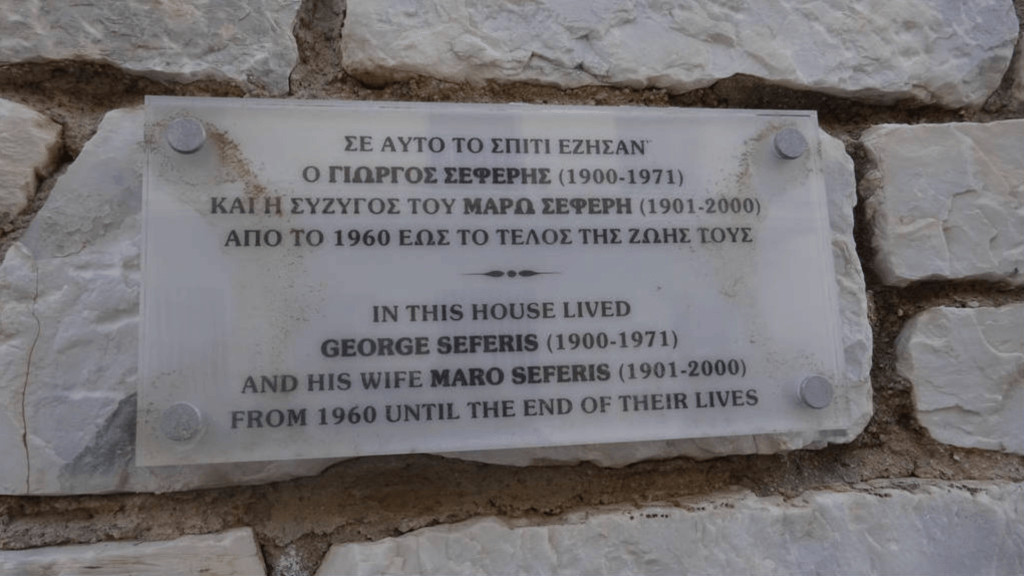 ΣΕ ΑΥΤΟ ΤΟ ΣΠΙΤΙ ΕΖΗΣΑΝ
Ο ΓΙΩΡΓΟΣ ΣΕΦΕΡΗΣ (1900-1971)
ΚΑΙ Η ΣΥΖΥΓΟΣ ΤΟΥ ΜΑΡΩ ΣΕΦΕΡΗ (1901-2000)
ΑΠΟ ΤΟ 1960 ΕΩΣ ΤΟ ΤΕΛΟΣ ΤΗΣ ΖΩΗΣ ΤΟΥΣ
IN THIS HOUSE LIVED
GEORGE SEFERIS (1900-1971)
AND HIS WIFE MARO SEFERIS (1901-2000)
FROM 1960 UNTIL THE END OF THEIR LIVES